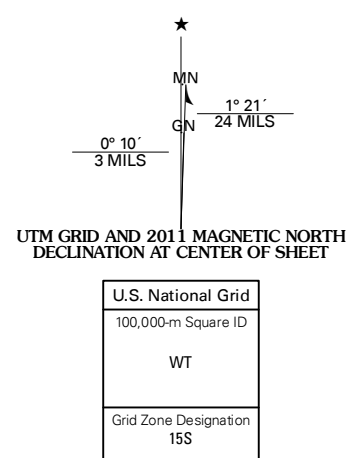 ★
MN
1° 21´
24 MILS
GN
0° 10´
3 MILS
UTM GRID AND 2011 MAGNETIC NORTH
DECLINATION AT CENTER OF SHEET
U.S. National Grid
100,000-m Square ID
WT
Grid Zone Designation
15S